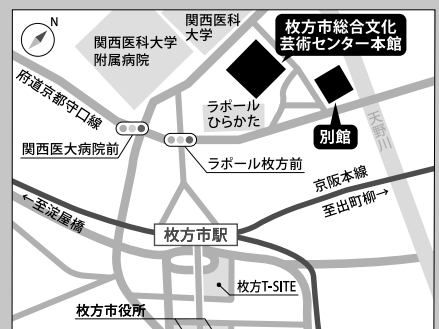 N
関西医科
大学
関西医科大学
附属病院
枚方市総合文化
芸術センター本館
別館
ラポール
ひらかた
天野川
府道京都守口線
関西医大病院前
ラポール枚方前
京阪本線
至出町柳→
←至淀屋橋
枚方市駅
枚方T-SITE
枚方市役所